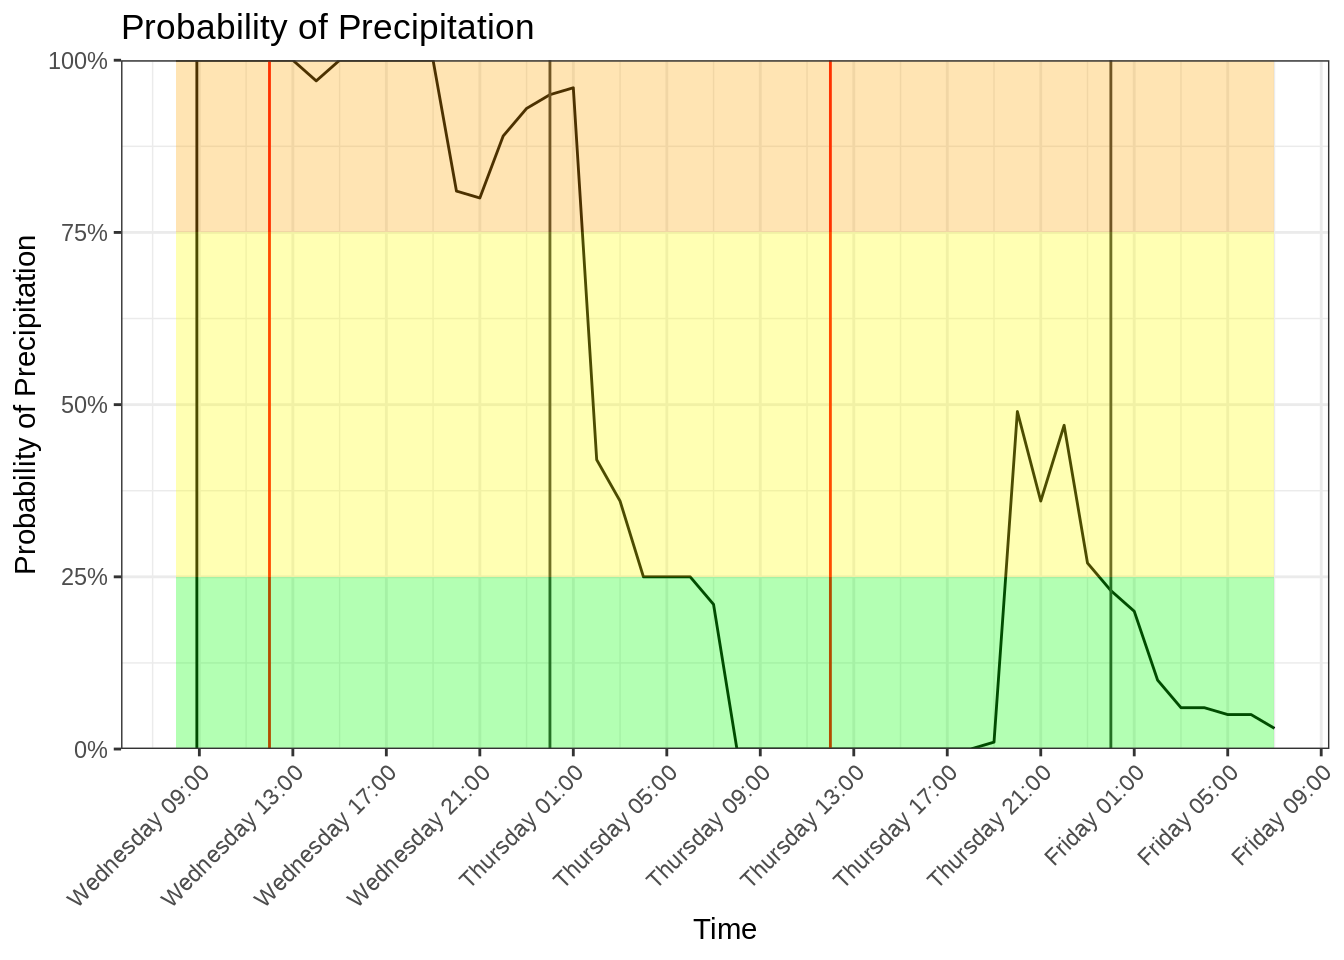 Probability of Precipitation
100%
75%
50%
25%
0%
Probability of Precipitation
Wednesday 09:00
Wednesday 13:00
Wednesday 17:00
Wednesday 21:00
Thursday 01:00
Thursday 05:00
Thursday 09:00
Thursday 13:00
Thursday 17:00
Thursday 21:00
Friday 01:00
Friday 05:00
Friday 09:00
Time